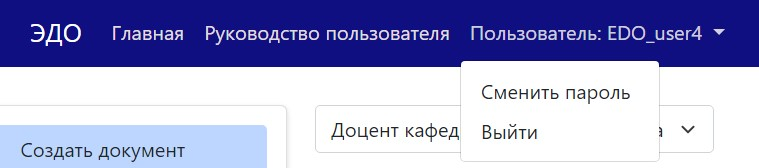 ЭДО Главная Руководство пользователя Пользователь: EDO_user4
Сменить пароль
Выйти
Создать документ
Доцент кафед